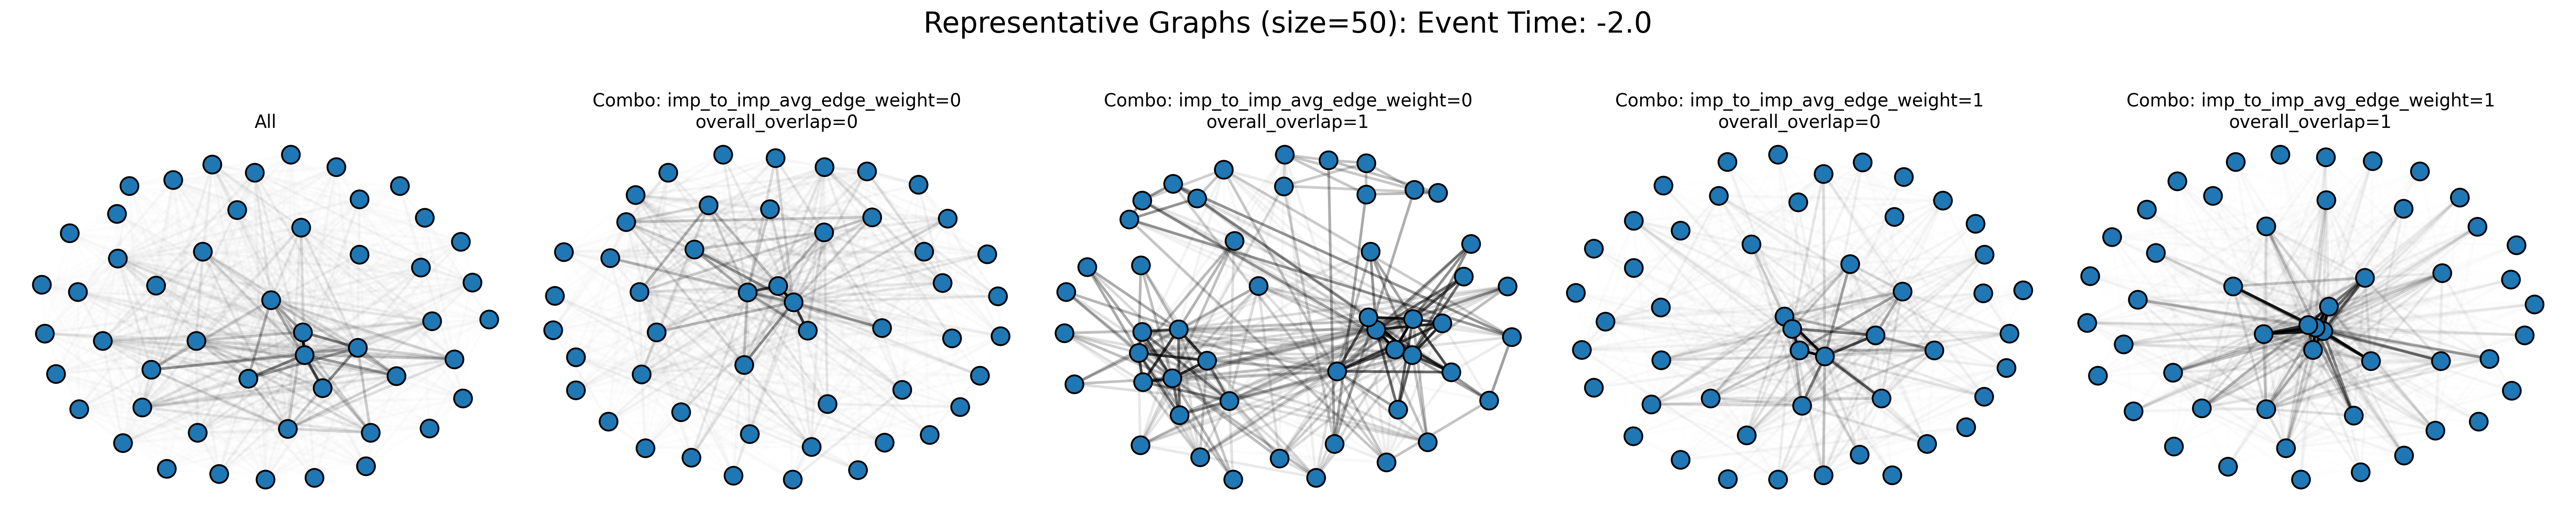 Representative Graphs (size=50): Event Time: -2.0
All
Combo: imp_to_imp_avg_edge_weight=0
overall_overlap=0
Combo: imp_to_imp_avg_edge_weight=0
overall_overlap=1
Combo: imp_to_imp_avg_edge_weight=1
overall_overlap=0
Combo: imp_to_imp_avg_edge_weight=1
overall_overlap=1